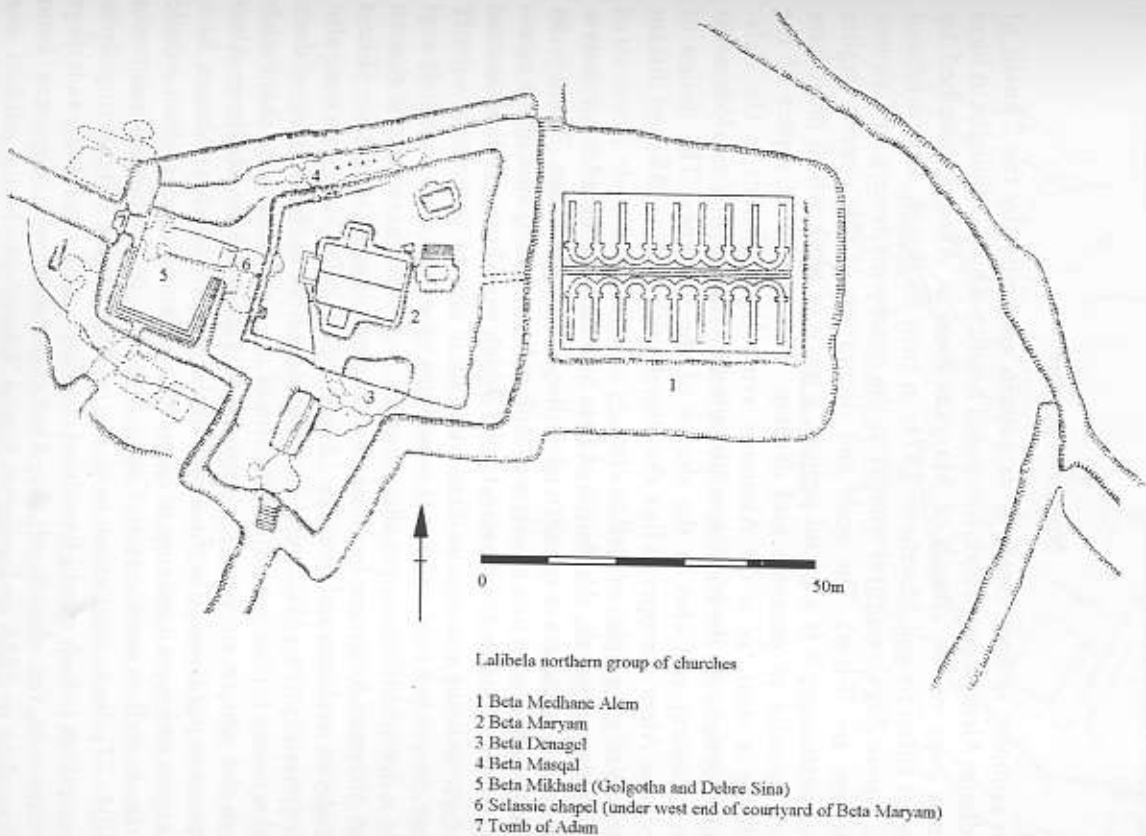 4
5
6
2
3
1
0
50m
Lalibela northern group of churches
1 Beta Medhane Alem
2 Beta Maryam
3 Beta Denagel
4 Beta Masqal
5 Beta Mikhael (Golgotha and Debre Sina)
6 Selassie chapel (under west end of courtyard of Beta Maryam)
7 Tomb of Adam